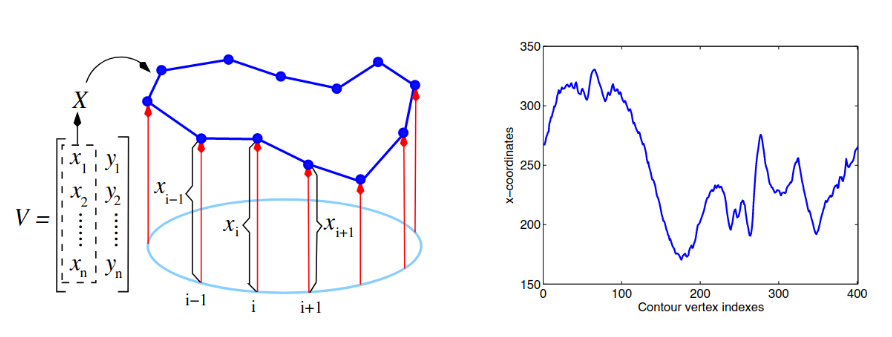 X
V =
x1 y1
x2 y2
...... ......
xn yn
xi−1
xi
xi+1
i−1
i
i+1
350
300
250
200
150
x−coordinates
0 100 200 300 400
Contour vertex indexes